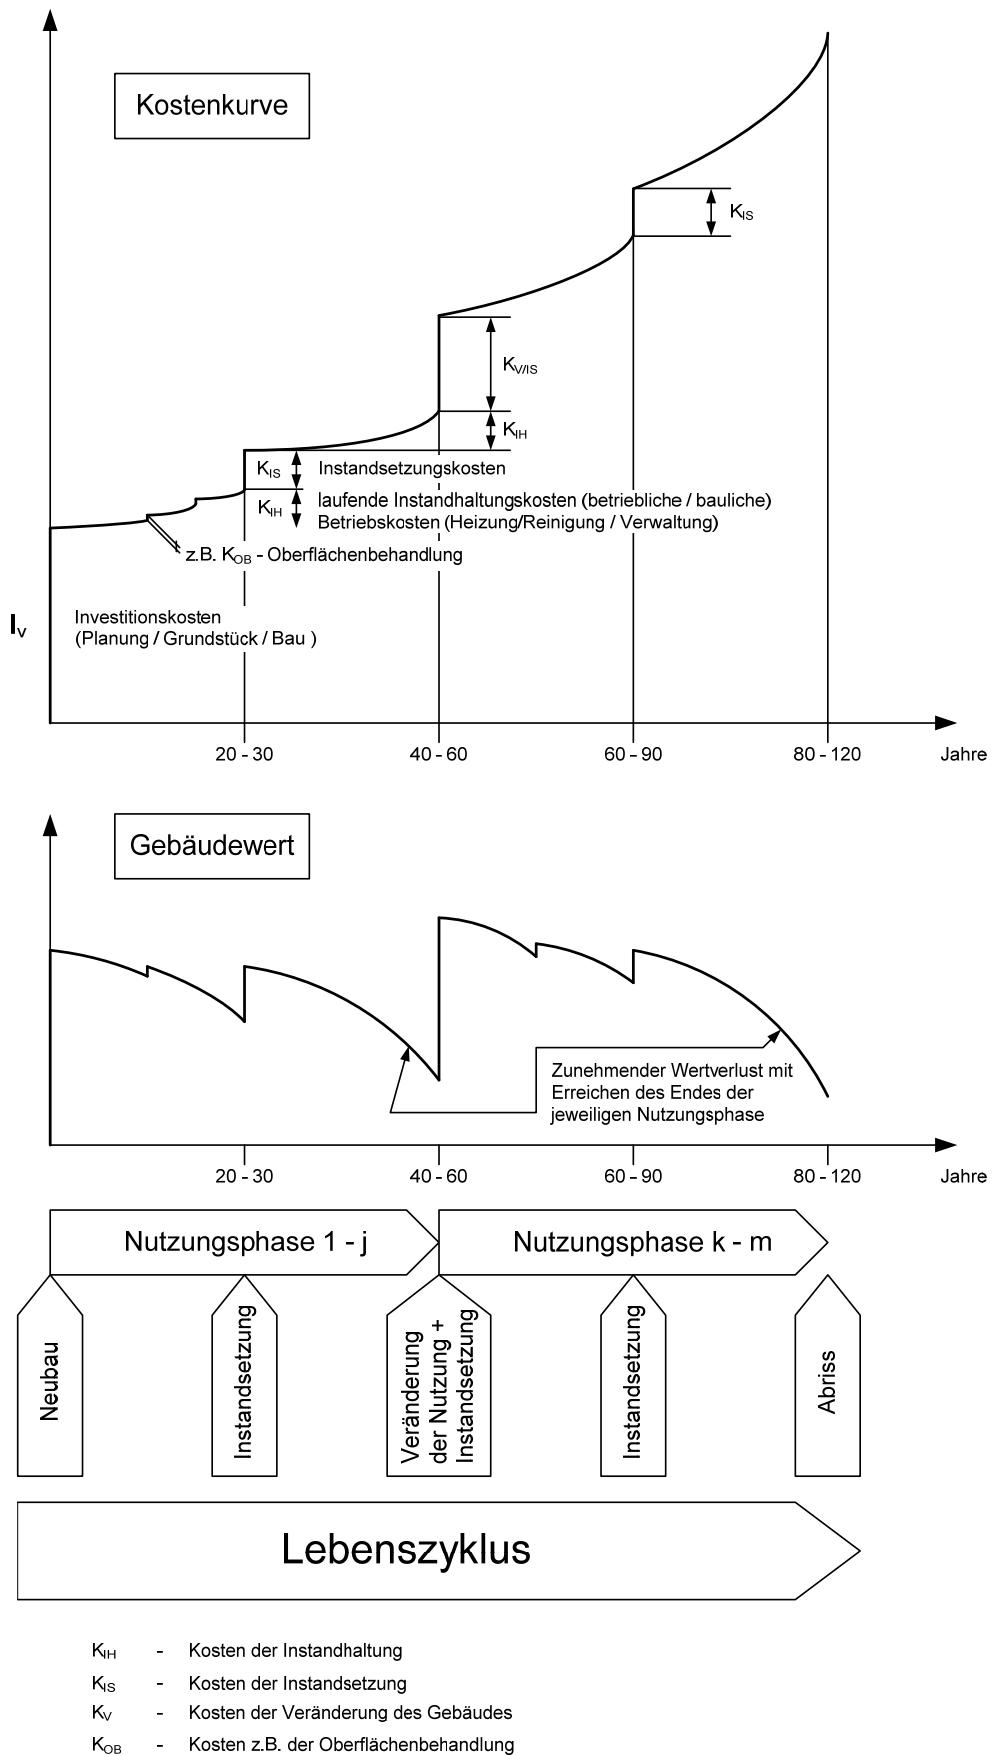 Kostenkurve
K_IS
K_V/IS
K_IH
K_IS Instandsetzungskosten
K_IH laufende Instandhaltungskosten (betriebliche / bauliche)
Betriebskosten (Heizung/Reinigung / Verwaltung)
z.B. K_OB - Oberflächenbehandlung
I_v
Investitionskosten
(Planung / Grundstück / Bau )
20 - 30 40 - 60 60 - 90 80 - 120 Jahre
Gebäudewert
Zunehmender Wertverlust mit
Erreichen des Endes der
jeweiligen Nutzungsphase
20 - 30 40 - 60 60 - 90 80 - 120 Jahre
Nutzungsphase 1 - j
Nutzungsphase k - m
Neubau
Instandsetzung
Veränderung
der Nutzung +
Instandsetzung
Instandsetzung
Abriss
Lebenszyklus
K_IH - Kosten der Instandhaltung
K_IS - Kosten der Instandsetzung
K_V - Kosten der Veränderung des Gebäudes
K_OB - Kosten z.B. der Oberflächenbehandlung